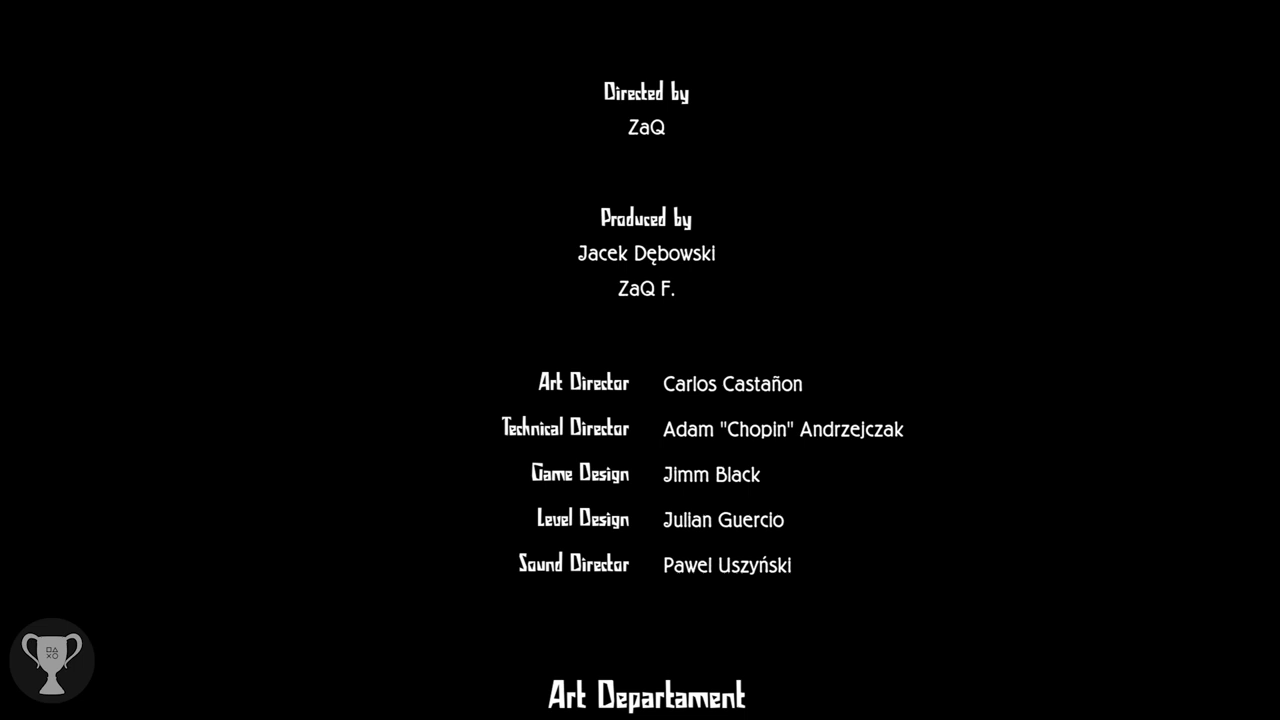 Directed by
ZaQ
Produced by
Jacek Dębowski
ZaQ F.
Art Director Carlos Castañon
Technical Director Adam "Chopin" Andrzejczak
Game Design Jimm Black
Level Design Julian Guercio
Sound Director Pawel Uszyński
Art Departament